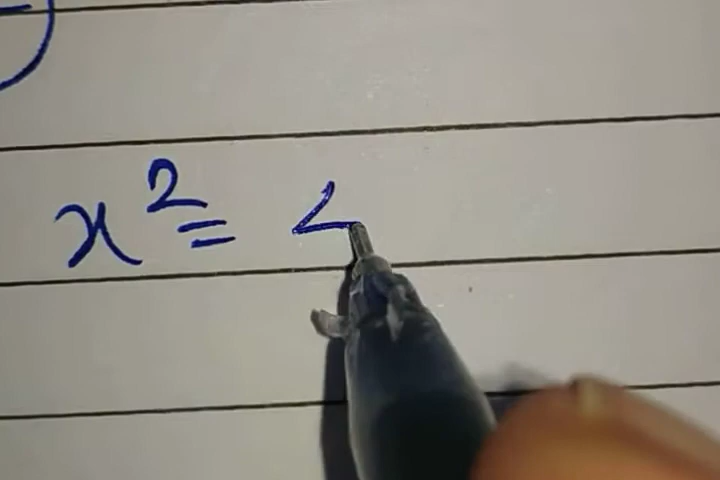 x² =